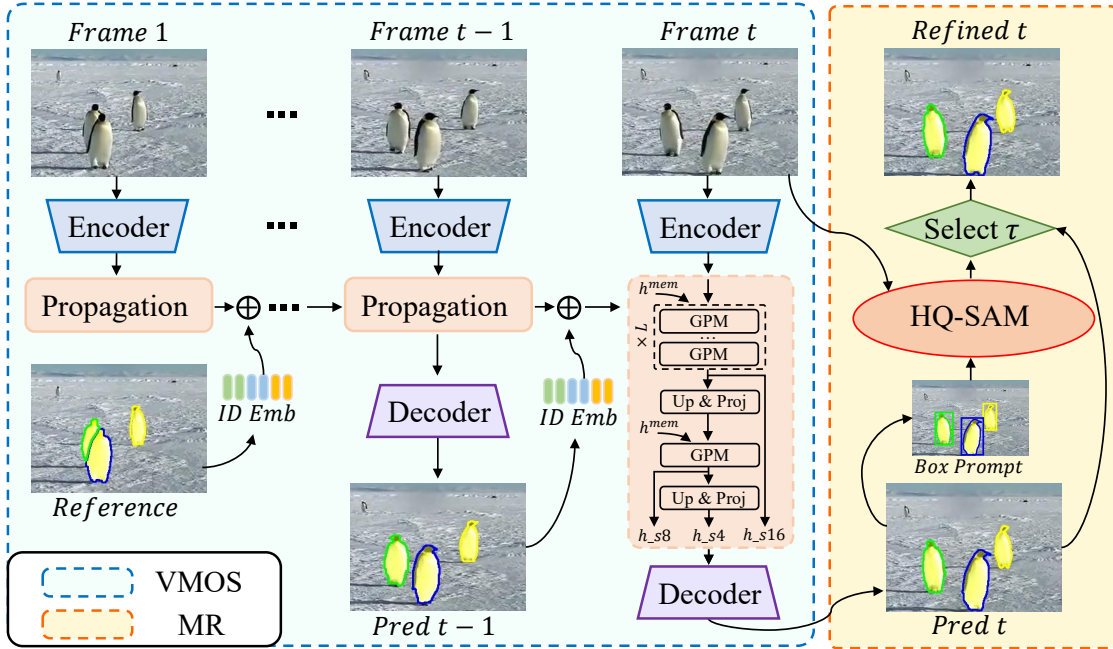 Frame 1
Frame t − 1
Frame t
Refined t
Encoder
Encoder
Encoder
Select τ
Propagation
Propagation
h^mem
GPM
...
GPM
× L
HQ-SAM
ID Emb
ID Emb
Decoder
Up & Proj
h^mem
GPM
Box Prompt
Reference
Up & Proj
h_s8
h_s4
h_s16
Decoder
VMOS
MR
Pred t − 1
Pred t